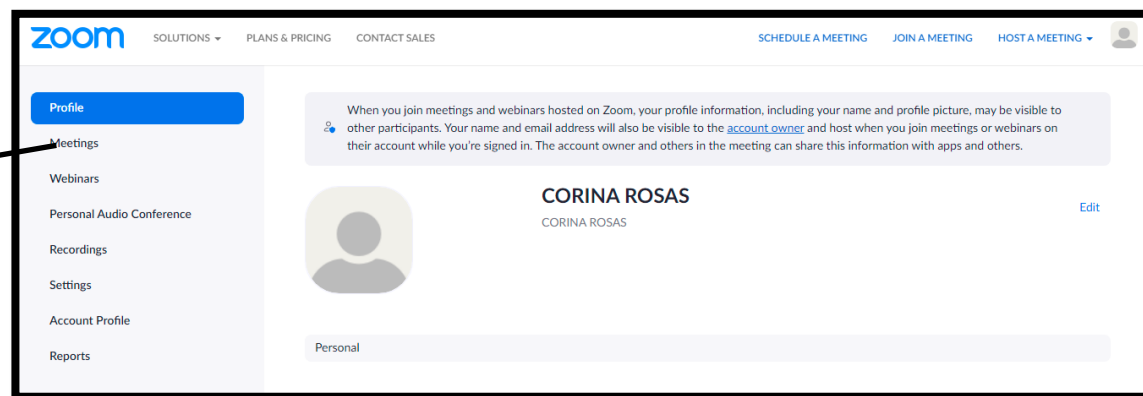 zoom SOLUTIONS PLANS & PRICING CONTACT SALES SCHEDULE A MEETING JOIN A MEETING HOST A MEETING
Profile
Meetings
Webinars
Personal Audio Conference
Recordings
Settings
Account Profile
Reports
When you join meetings and webinars hosted on Zoom, your profile information, including your name and profile picture, may be visible to
other participants. Your name and email address will also be visible to the account owner and host when you join meetings or webinars on
their account while you're signed in. The account owner and others in the meeting can share this information with apps and others.
CORINA ROSAS
CORINA ROSAS
Edit
Personal